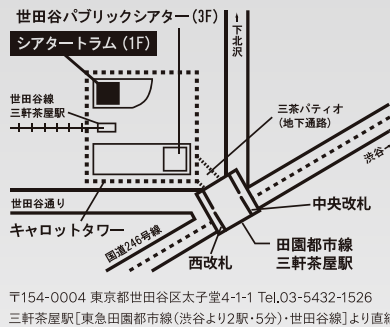 世田谷パブリックシアター(3F)
シアタートラム(1F)
↑下北沢
世田谷線
三軒茶屋駅
三茶パティオ
(地下通路)
渋谷
世田谷通り
キャロットタワー
国道246号線
中央改札
西改札
田園都市線
三軒茶屋駅
〒154-0004 東京都世田谷区太子堂4-1-1 Tel.03-5432-1526
三軒茶屋駅[東急田園都市線(渋谷より2駅・5分)・世田谷線]より直